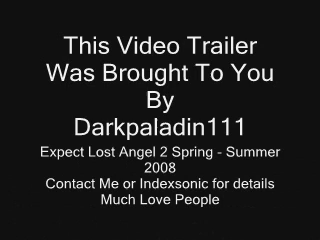 This Video Trailer
Was Brought To You
By
Darkpaladin111
Expect Lost Angel 2 Spring - Summer
2008
Contact Me or Indexsonic for details
Much Love People